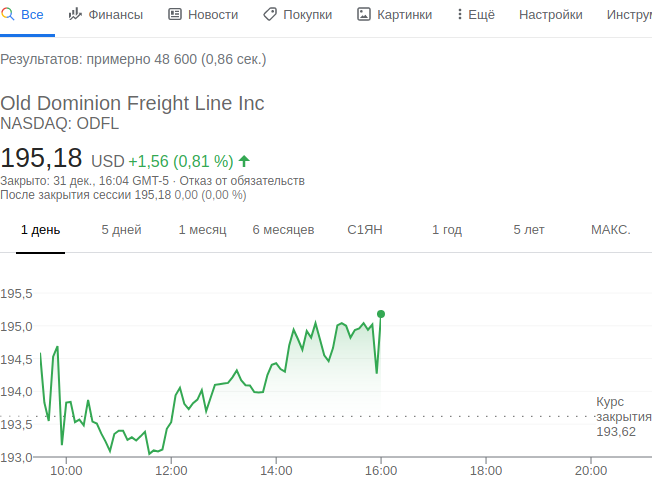 Все Финансы Новости Покупки Картинки Ещё Настройки
Результатов: примерно 48 600 (0,86 сек.)
Old Dominion Freight Line Inc
NASDAQ: ODFL
195,18 USD +1,56 (0,81 %)
Закрыто: 31 дек., 16:04 GMT-5 · Отказ от обязательств
После закрытия сессии 195,18 0,00 (0,00 %)
1 день 5 дней 1 месяц 6 месяцев С1ЯН 1 год 5 лет МАКС.
195,5
195,0
194,5
194,0
193,5
193,0
Курс
закрытия
193,62
10:00 12:00 14:00 16:00 18:00 20:00